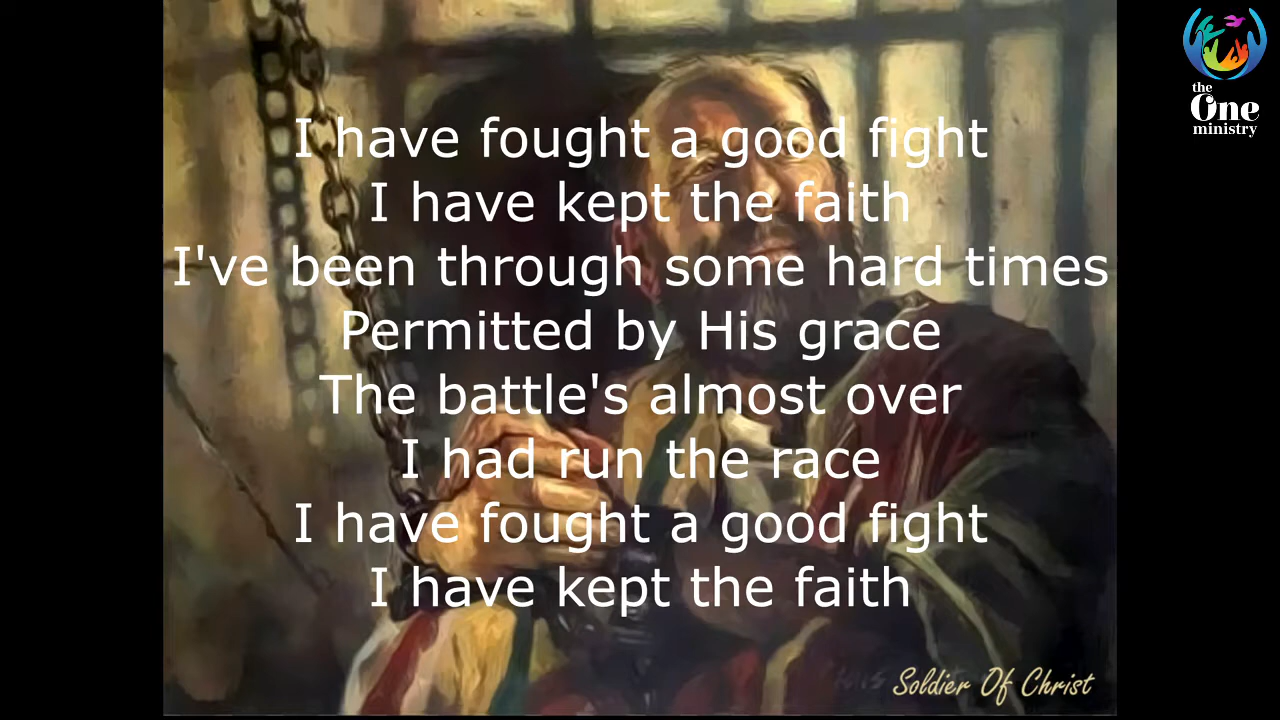 the
One
ministry
I have fought a good fight
I have kept the faith
I've been through some hard times
Permitted by His grace
The battle's almost over
I had run the race
I have fought a good fight
I have kept the faith
Soldier Of Christ